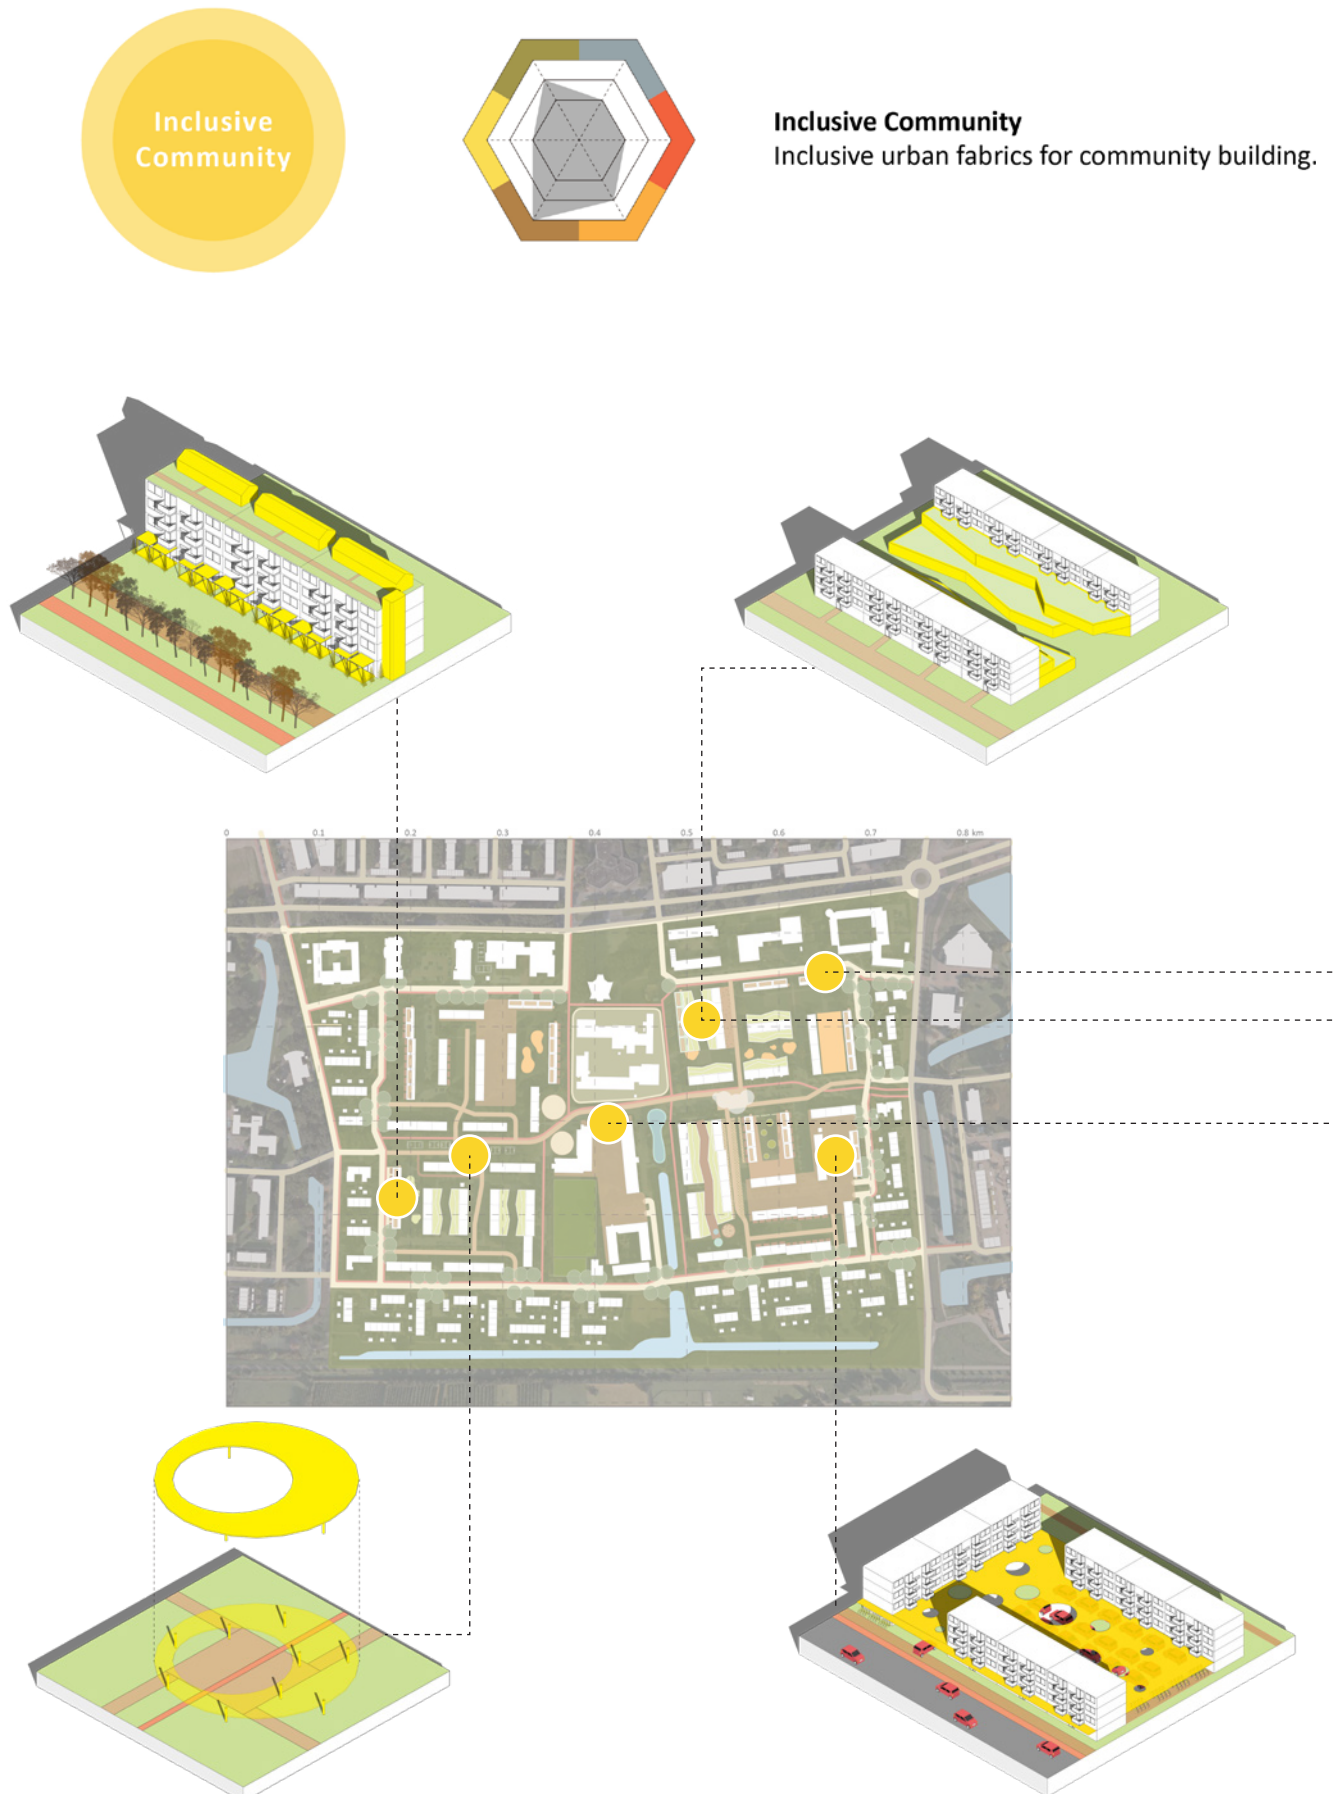 Inclusive
Community
Inclusive Community
Inclusive urban fabrics for community building.
0 0.1 0.2 0.3 0.4 0.5 0.6 0.7 0.8 km